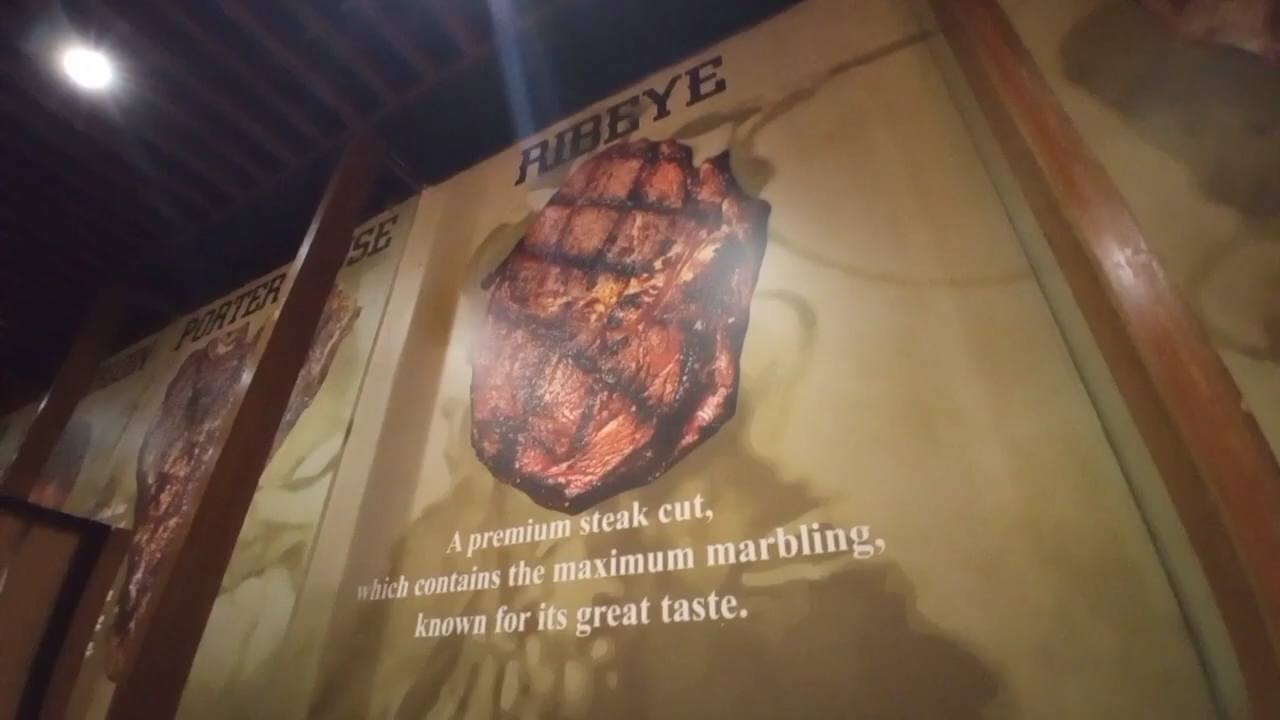 RIBEYE
A premium steak cut,
which contains the maximum marbling,
known for its great taste.
PORTER SE